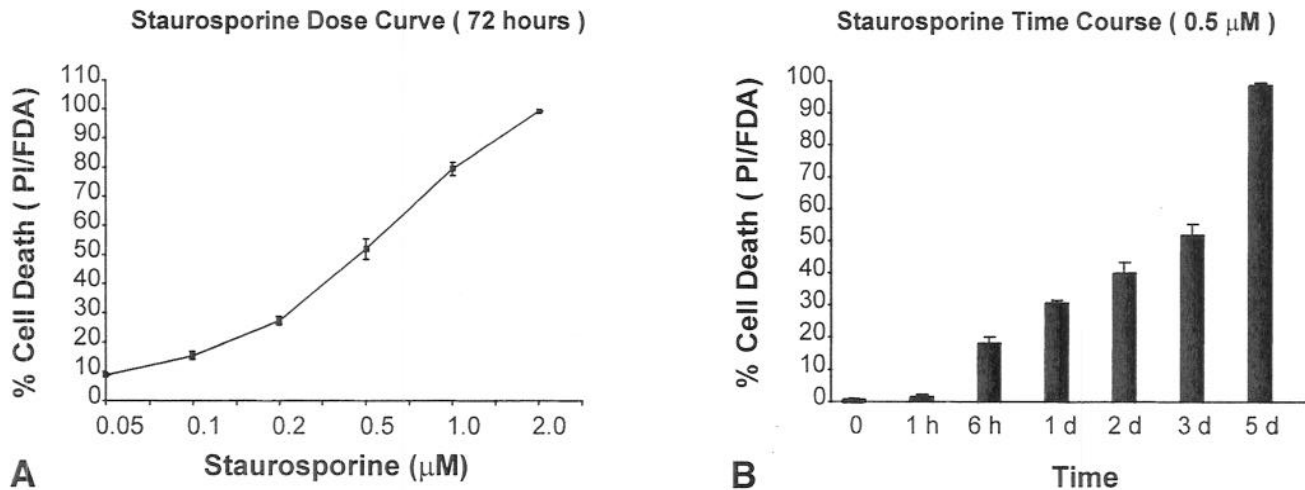 Staurosporine Dose Curve ( 72 hours )
% Cell Death ( PI/FDA)
110
100
90
80
70
60
50
40
30
20
10
0
0.05 0.1 0.2 0.5 1.0 2.0
Staurosporine (μM)
A
Staurosporine Time Course ( 0.5 μM )
% Cell Death ( PI/FDA)
100
90
80
70
60
50
40
30
20
10
0
0 1 h 6 h 1 d 2 d 3 d 5 d
Time
B